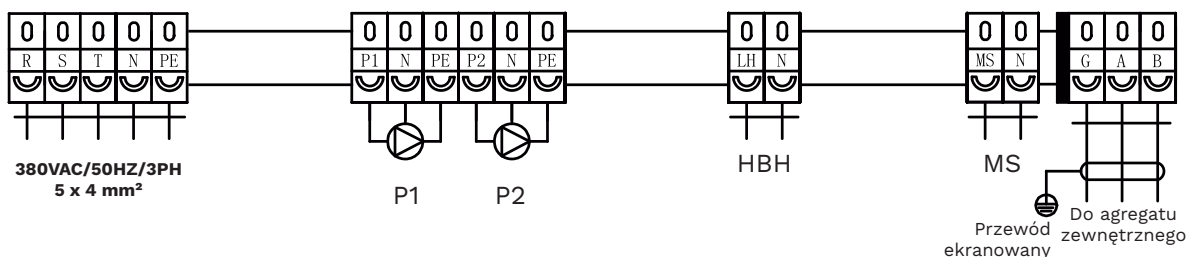 0 0 0 0 0 0 0 0 0 0 0 0 0 0 0 0 0 0
R S T N PE P1 N PE P2 N PE LH N MS N G A B
380VAC/50HZ/3PH
5 x 4 mm²
P1
P2
HBH
MS
Przewód
ekranowany
Do agregatu
zewnętrznego